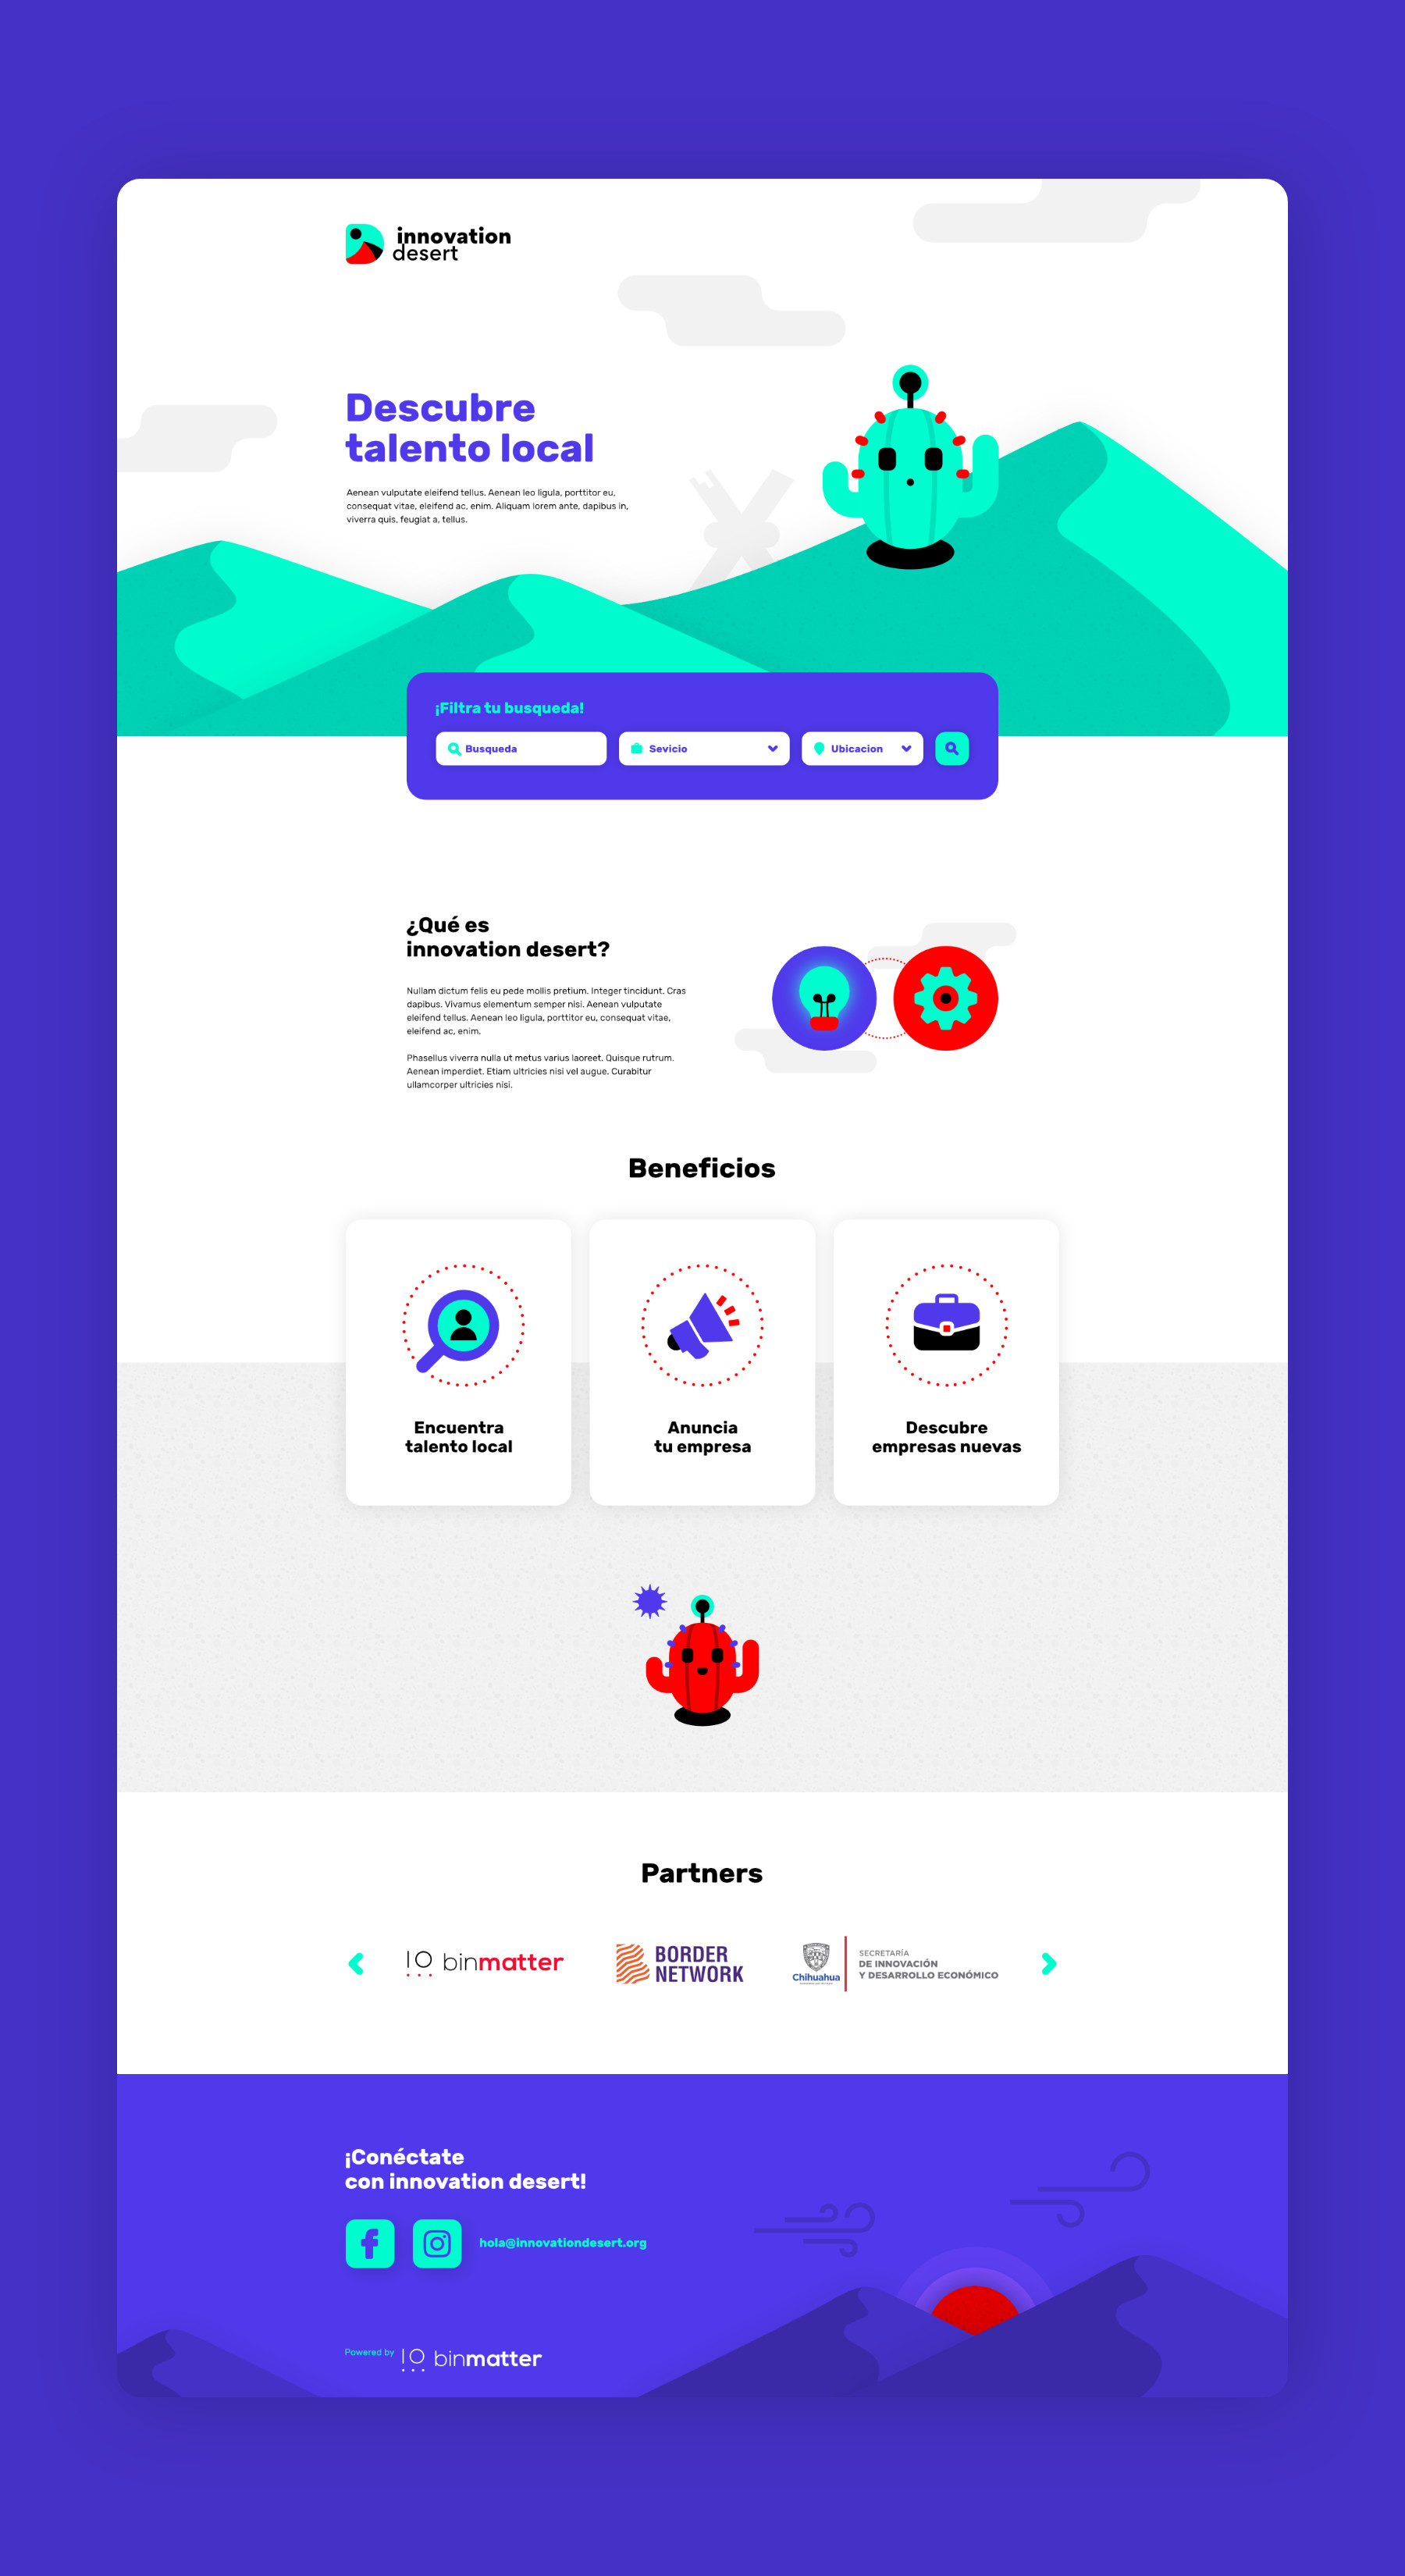 innovation
desert
Descubre
talento local
Aenean vulputate eleifend tellus. Aenean leo ligula, porttitor eu,
consequat vitae, eleifend ac, enim. Aliquam lorem ante, dapibus in,
viverra quis, feugiat a, tellus.
¡Filtra tu busqueda!
Busqueda
Sevicio
Ubicacion
¿Qué es
innovation desert?
Nullam dictum felis eu pede mollis pretium. Integer tincidunt. Cras
dapibus. Vivamus elementum semper nisi. Aenean vulputate
eleifend tellus. Aenean leo ligula, porttitor eu, consequat vitae,
eleifend ac, enim.
Phasellus viverra nulla ut metus varius laoreet. Quisque rutrum.
Aenean imperdiet. Etiam ultricies nisi vel augue. Curabitur
ullamcorper ultricies nisi.
Beneficios
Encuentra
talento local
Anuncia
tu empresa
Descubre
empresas nuevas
Partners
binmatter
BORDER
NETWORK
Chihuahua
SECRETARÍA
DE INNOVACIÓN
Y DESARROLLO ECONÓMICO
¡Conéctate
con innovation desert!
hola@innovationdesert.org
Powered by
binmatter